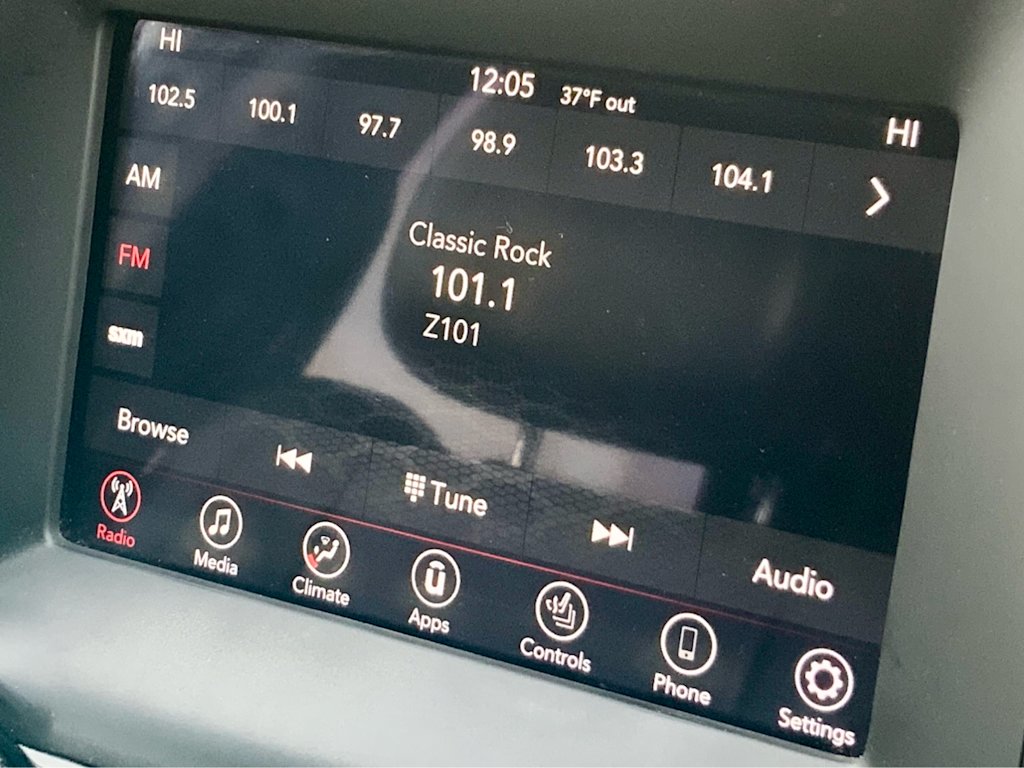 HI 12:05 37°F out HI
102.5 100.1 97.7 98.9 103.3 104.1
AM
FM
sxm
Classic Rock
101.1
Z101
Browse Tune Audio
Radio Media Climate Apps Controls Phone Settings